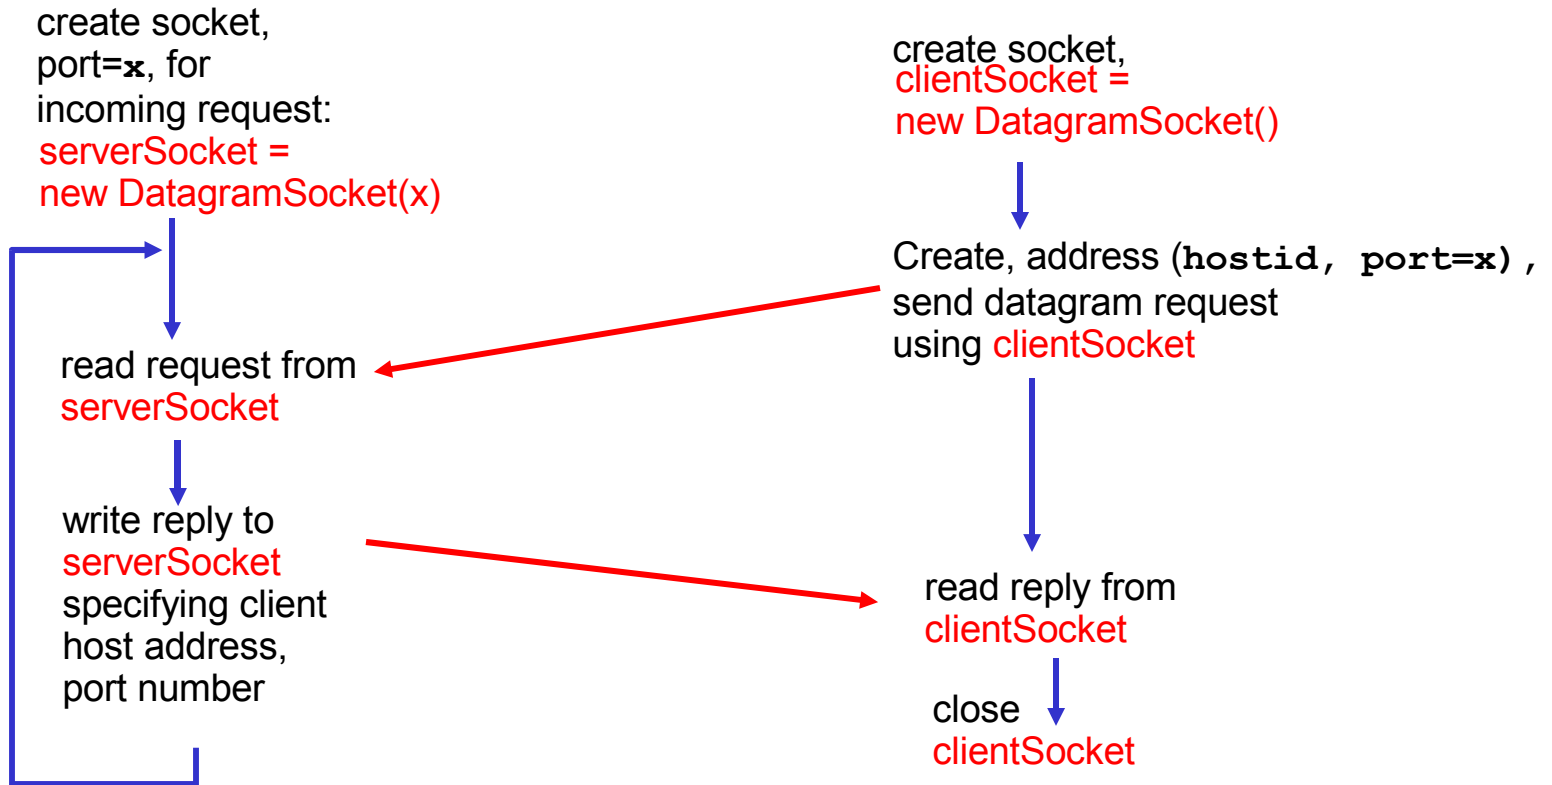 create socket,
port=x, for
incoming request:
serverSocket =
new DatagramSocket(x)
read request from
serverSocket
write reply to
serverSocket
specifying client
host address,
port number
create socket,
clientSocket =
new DatagramSocket()
Create, address (hostid, port=x),
send datagram request
using clientSocket
read reply from
clientSocket
close
clientSocket